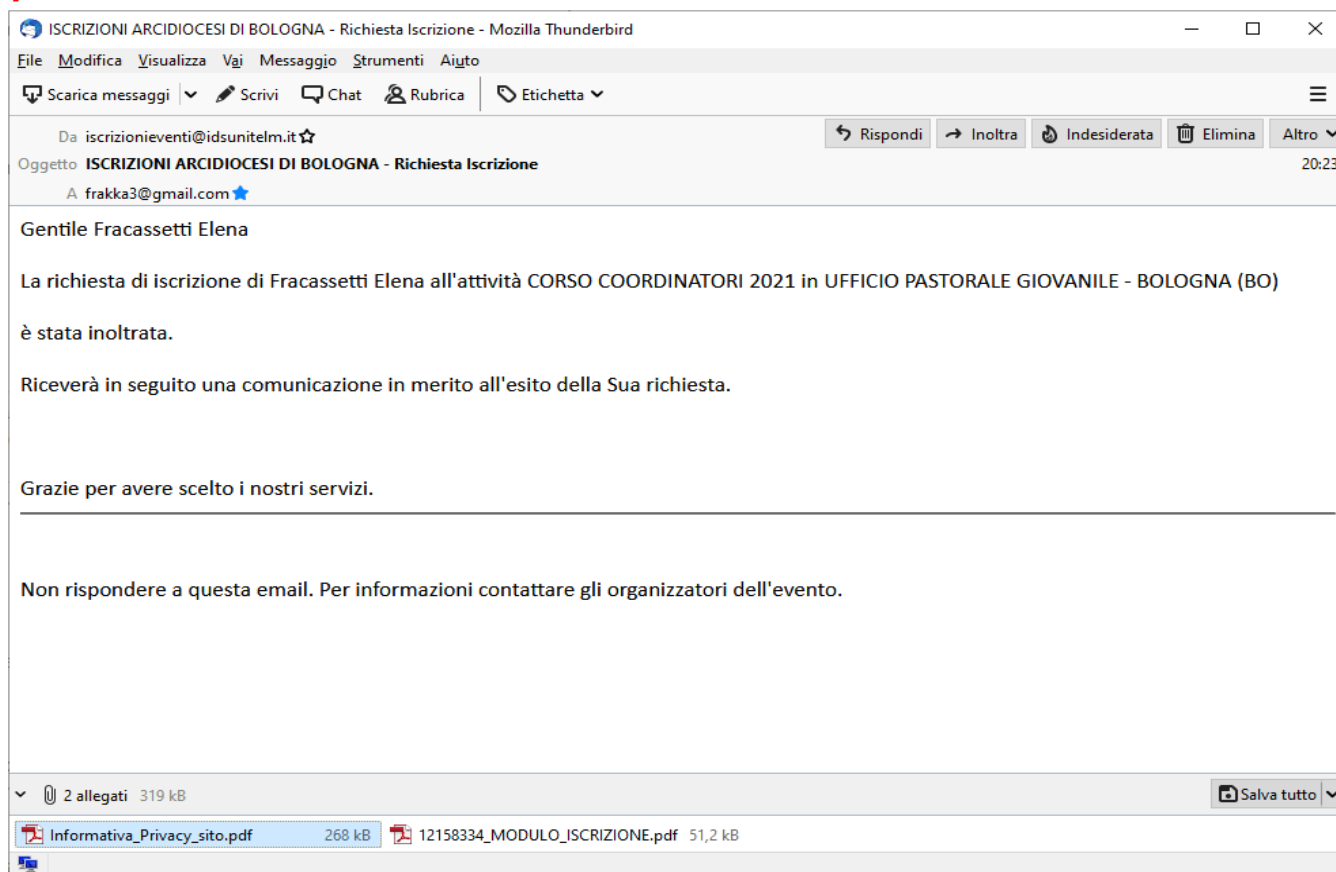 ISCRIZIONI ARCIDIOCESI DI BOLOGNA - Richiesta Iscrizione - Mozilla Thunderbird
File Modifica Visualizza Vai Messaggio Strumenti Aiuto
Scarica messaggi Scrivi Chat Rubrica Etichetta
Da iscrizionieventi@idsunitelm.it Rispondi Inoltra Indesiderata Elimina Altro
Oggetto ISCRIZIONI ARCIDIOCESI DI BOLOGNA - Richiesta Iscrizione 20:23
A frakka3@gmail.com
Gentile Fracassetti Elena
La richiesta di iscrizione di Fracassetti Elena all'attività CORSO COORDINATORI 2021 in UFFICIO PASTORALE GIOVANILE - BOLOGNA (BO)
è stata inoltrata.
Riceverà in seguito una comunicazione in merito all'esito della Sua richiesta.
Grazie per avere scelto i nostri servizi.
Non rispondere a questa email. Per informazioni contattare gli organizzatori dell'evento.
2 allegati 319 kB Salva tutto
Informativa_Privacy_sito.pdf 268 kB 12158334_MODULO_ISCRIZIONE.pdf 51,2 kB